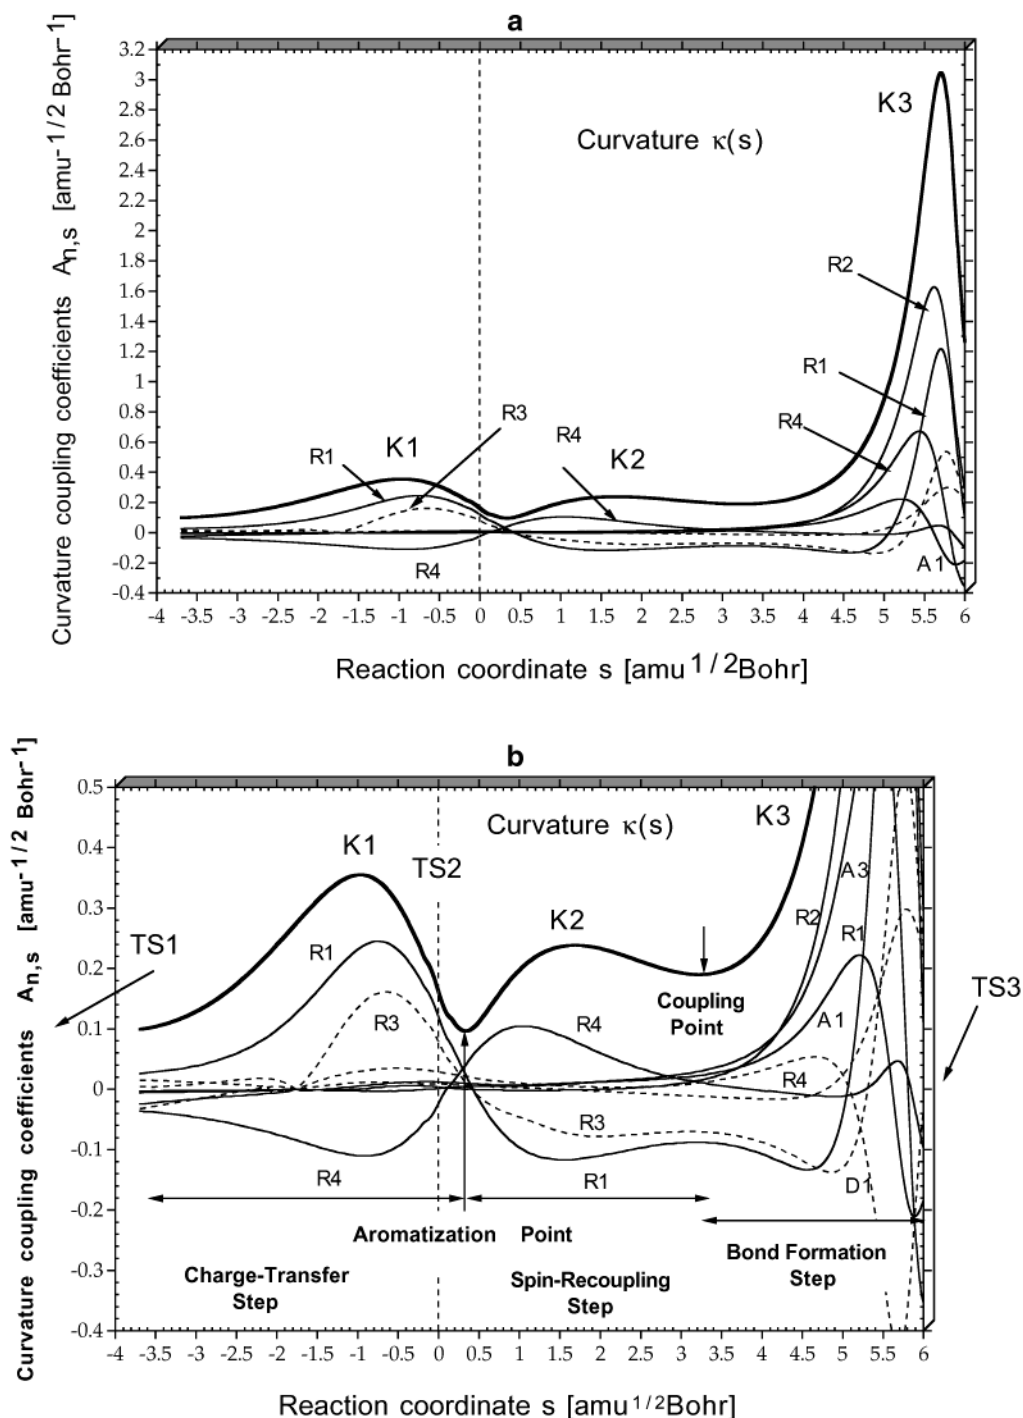 a
Curvature coupling coefficients A n,s [amu-1/2 Bohr-1]
3.2
3
2.8
2.6
2.4
2.2
2
1.8
1.6
1.4
1.2
1
0.8
0.6
0.4
0.2
0
-0.2
-0.4
K3
Curvature κ(s)
R2
R1
R3
R4
R4
K1
K2
R1
R4
A1
-4 -3.5 -3 -2.5 -2 -1.5 -1 -0.5 0 0.5 1 1.5 2 2.5 3 3.5 4 4.5 5 5.5 6
Reaction coordinate s [amu 1/2Bohr]
b
Curvature coupling coefficients A n,s [amu-1/2 Bohr-1]
0.5
0.4
0.3
0.2
0.1
0
-0.1
-0.2
-0.3
-0.4
Curvature κ(s)
K3
K1
TS2
A3
K2
R2
TS1
R1
R1
TS3
Coupling
Point
R3
R4
A1
R4
R3
D1
R4
R1
Aromatization Point
Bond Formation
Step
Charge-Transfer
Step
Spin-Recoupling
Step
-4 -3.5 -3 -2.5 -2 -1.5 -1 -0.5 0 0.5 1 1.5 2 2.5 3 3.5 4 4.5 5 5.5 6
Reaction coordinate s [amu1/2Bohr]